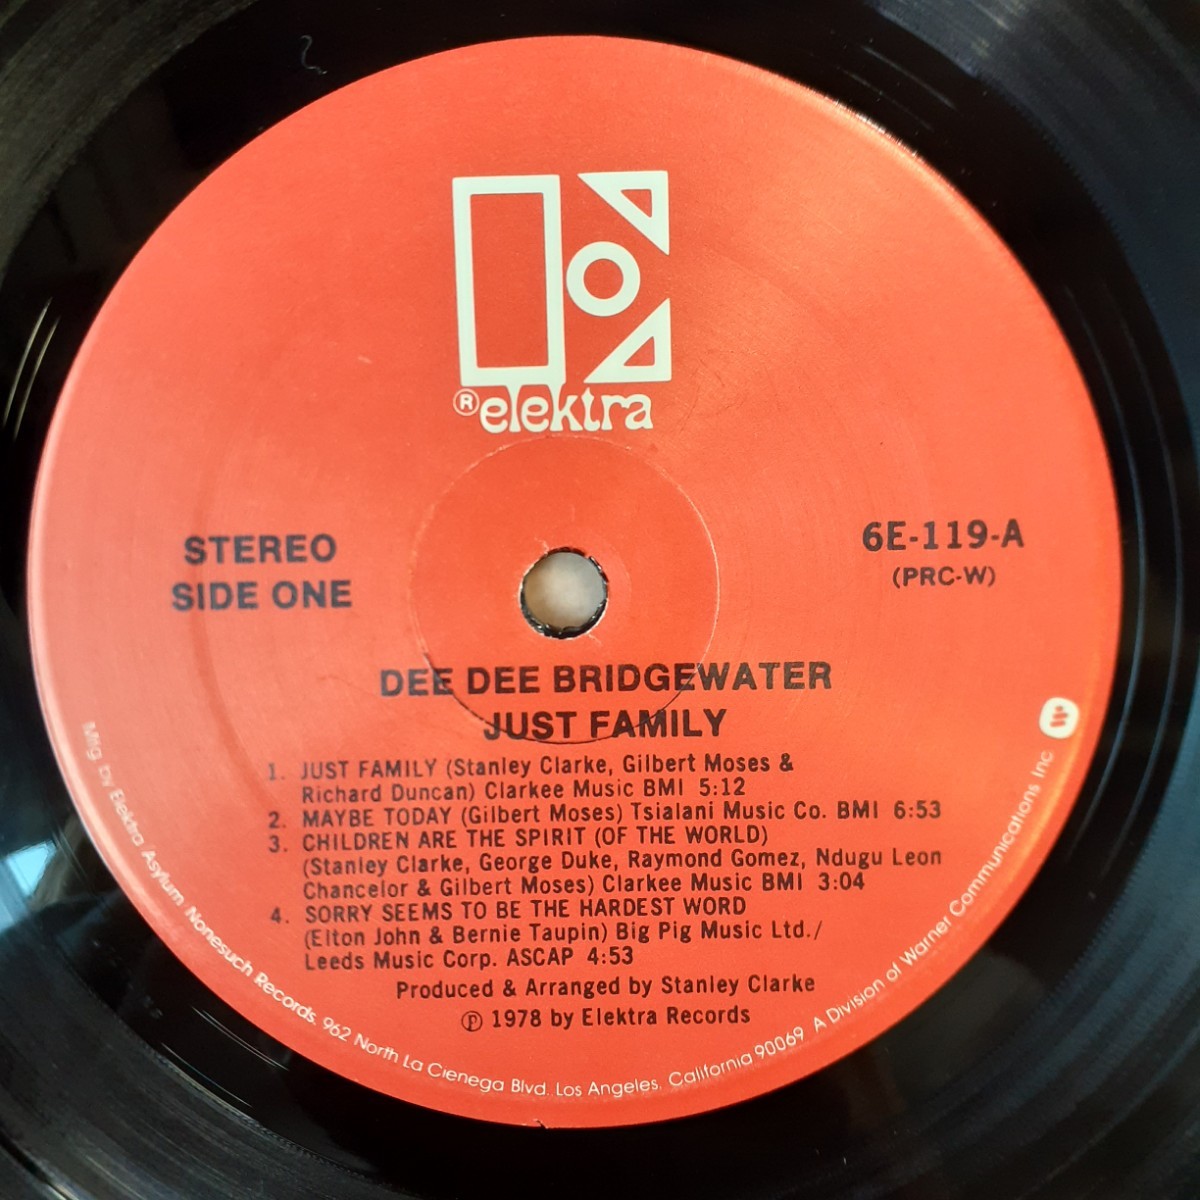 ® elektra
STEREO
SIDE ONE
6E-119-A
(PRC-W)
DEE DEE BRIDGEWATER
JUST FAMILY
1. JUST FAMILY (Stanley Clarke, Gilbert Moses &
Richard Duncan) Clarkee Music BMI 5:12
2. MAYBE TODAY (Gilbert Moses) Tsialani Music Co. BMI 6:53
3. CHILDREN ARE THE SPIRIT (OF THE WORLD)
(Stanley Clarke, George Duke, Raymond Gomez, Ndugu Leon
Chancelor & Gilbert Moses) Clarkee Music BMI 3:04
4. SORRY SEEMS TO BE THE HARDEST WORD
(Elton John & Bernie Taupin) Big Pig Music Ltd./
Leeds Music Corp. ASCAP 4:53
Produced & Arranged by Stanley Clarke
℗ 1978 by Elektra Records
Mfg. by Elektra Asylum Nonesuch Records, 962 North La Cienega Blvd. Los Angeles, California 90069 A Division of Warner Communications Inc